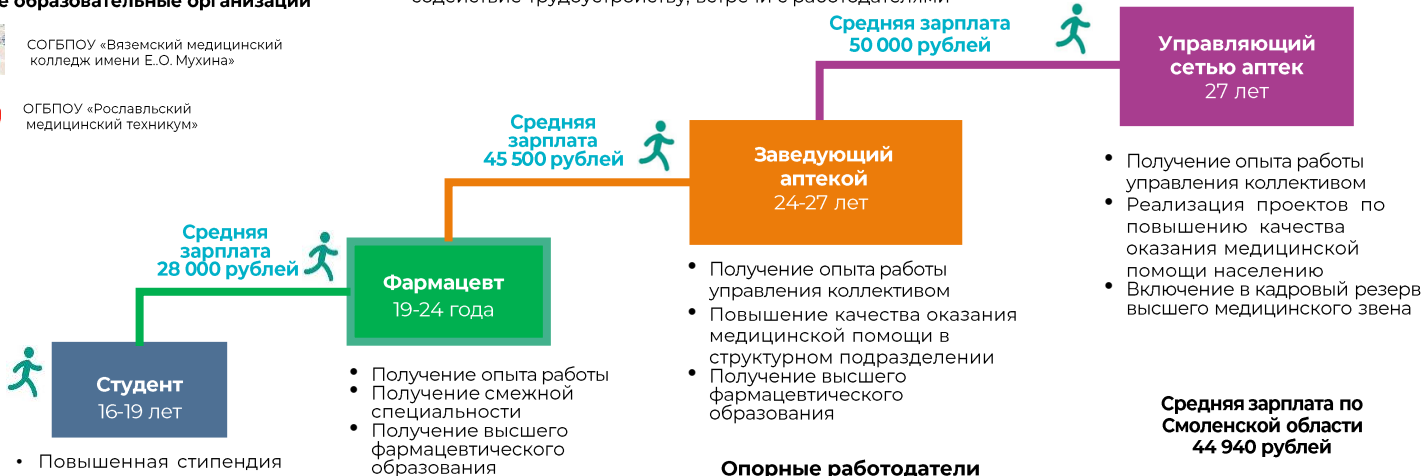 е образовательные организации
содействие трудоустройству, встречи с работодателями
СОГБПОУ «Вяземский медицинский
колледж имени Е..О. Мухина»
ОГБПОУ «Рославльский
медицинский техникум»
Средняя зарплата
50 000 рублей
Управляющий
сетью аптек
27 лет
Средняя
зарплата
45 500 рублей
Заведующий
аптекой
24-27 лет
• Получение опыта работы
управления коллективом
• Реализация проектов по
повышению качества
оказания медицинской
помощи населению
• Включение в кадровый резерв
высшего медицинского звена
Средняя
зарплата
28 000 рублей
Фармацевт
19-24 года
• Получение опыта работы
управления коллективом
• Повышение качества оказания
медицинской помощи в
структурном подразделении
• Получение высшего
фармацевтического
образования
Студент
16-19 лет
• Повышенная стипендия
• Получение опыта работы
• Получение смежной
специальности
• Получение высшего
фармацевтического
образования
Средняя зарплата по
Смоленской области
44 940 рублей
Опорные работодатели